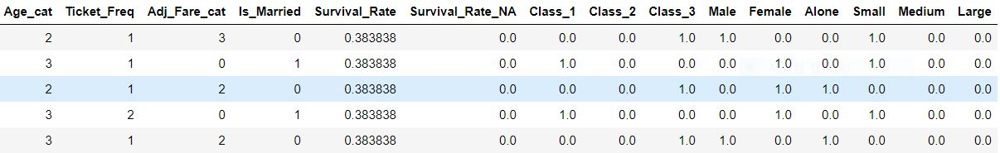 Age_cat Ticket_Freq Adj_Fare_cat Is_Married Survival_Rate Survival_Rate_NA Class_1 Class_2 Class_3 Male Female Alone Small Medium Large
2 1 3 0 0.383838 0.0 0.0 0.0 1.0 1.0 0.0 0.0 1.0 0.0 0.0
3 1 0 1 0.383838 0.0 1.0 0.0 0.0 0.0 1.0 0.0 1.0 0.0 0.0
2 1 2 0 0.383838 0.0 0.0 0.0 1.0 0.0 1.0 1.0 0.0 0.0 0.0
3 2 0 1 0.383838 0.0 1.0 0.0 0.0 0.0 1.0 0.0 1.0 0.0 0.0
3 1 2 0 0.383838 0.0 0.0 0.0 1.0 1.0 0.0 1.0 0.0 0.0 0.0